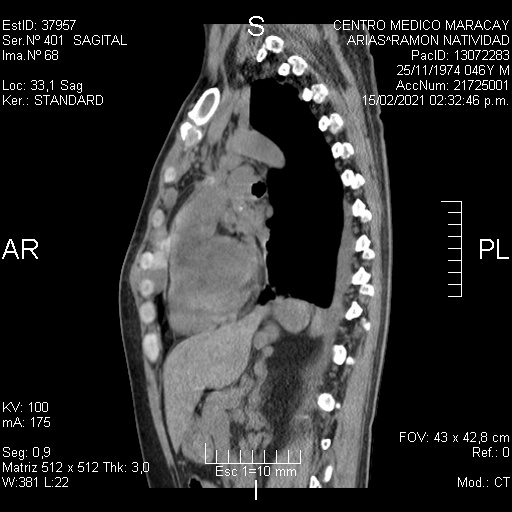 EstID: 37957
Ser.Nº 401 SAGITAL
Ima.Nº 68
Loc: 33,1 Sag
Ker.: STANDARD
S
CENTRO MEDICO MARACAY
ARIAS^RAMON NATIVIDAD
PacID: 13072283
25/11/1974 046Y M
AccNum: 21725001
15/02/2021 02:32:46 p.m.
AR
PL
KV: 100
mA: 175
Seg: 0,9
Matriz 512 x 512 Thk: 3,0
W:381 L:22
Esc 1=10 mm
I
FOV: 43 x 42,8 cm
Ref.: 0
Mod.: CT